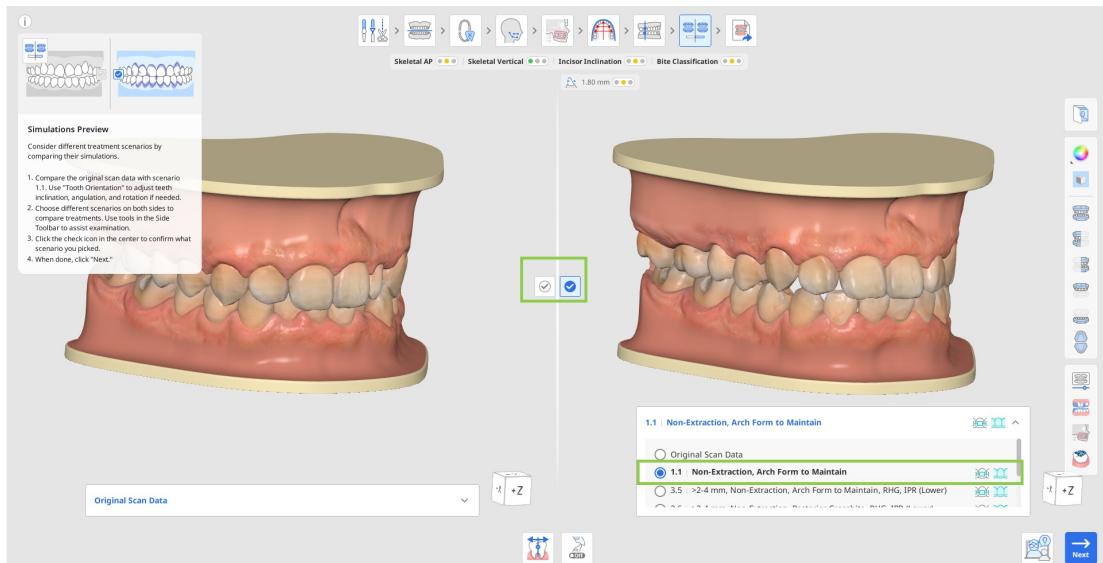 Skeletal AP
Skeletal Vertical
Incisor Inclination
Bite Classification
1.80 mm
Simulations Preview
Consider different treatment scenarios by
comparing their simulations.
1. Compare the original scan data with scenario
1.1. Use "Tooth Orientation" to adjust teeth
inclination, angulation, and rotation if needed.
2. Choose different scenarios on both sides to
compare treatments. Use tools in the Side
Toolbar to assist examination.
3. Click the check icon in the center to confirm what
scenario you picked.
4. When done, click "Next."
1.1 | Non-Extraction, Arch Form to Maintain
Original Scan Data
1.1 | Non-Extraction, Arch Form to Maintain
3.5 | >2-4 mm, Non-Extraction, Arch Form to Maintain, RHG, IPR (Lower)
Original Scan Data
+Z
+Z
OFF
Next